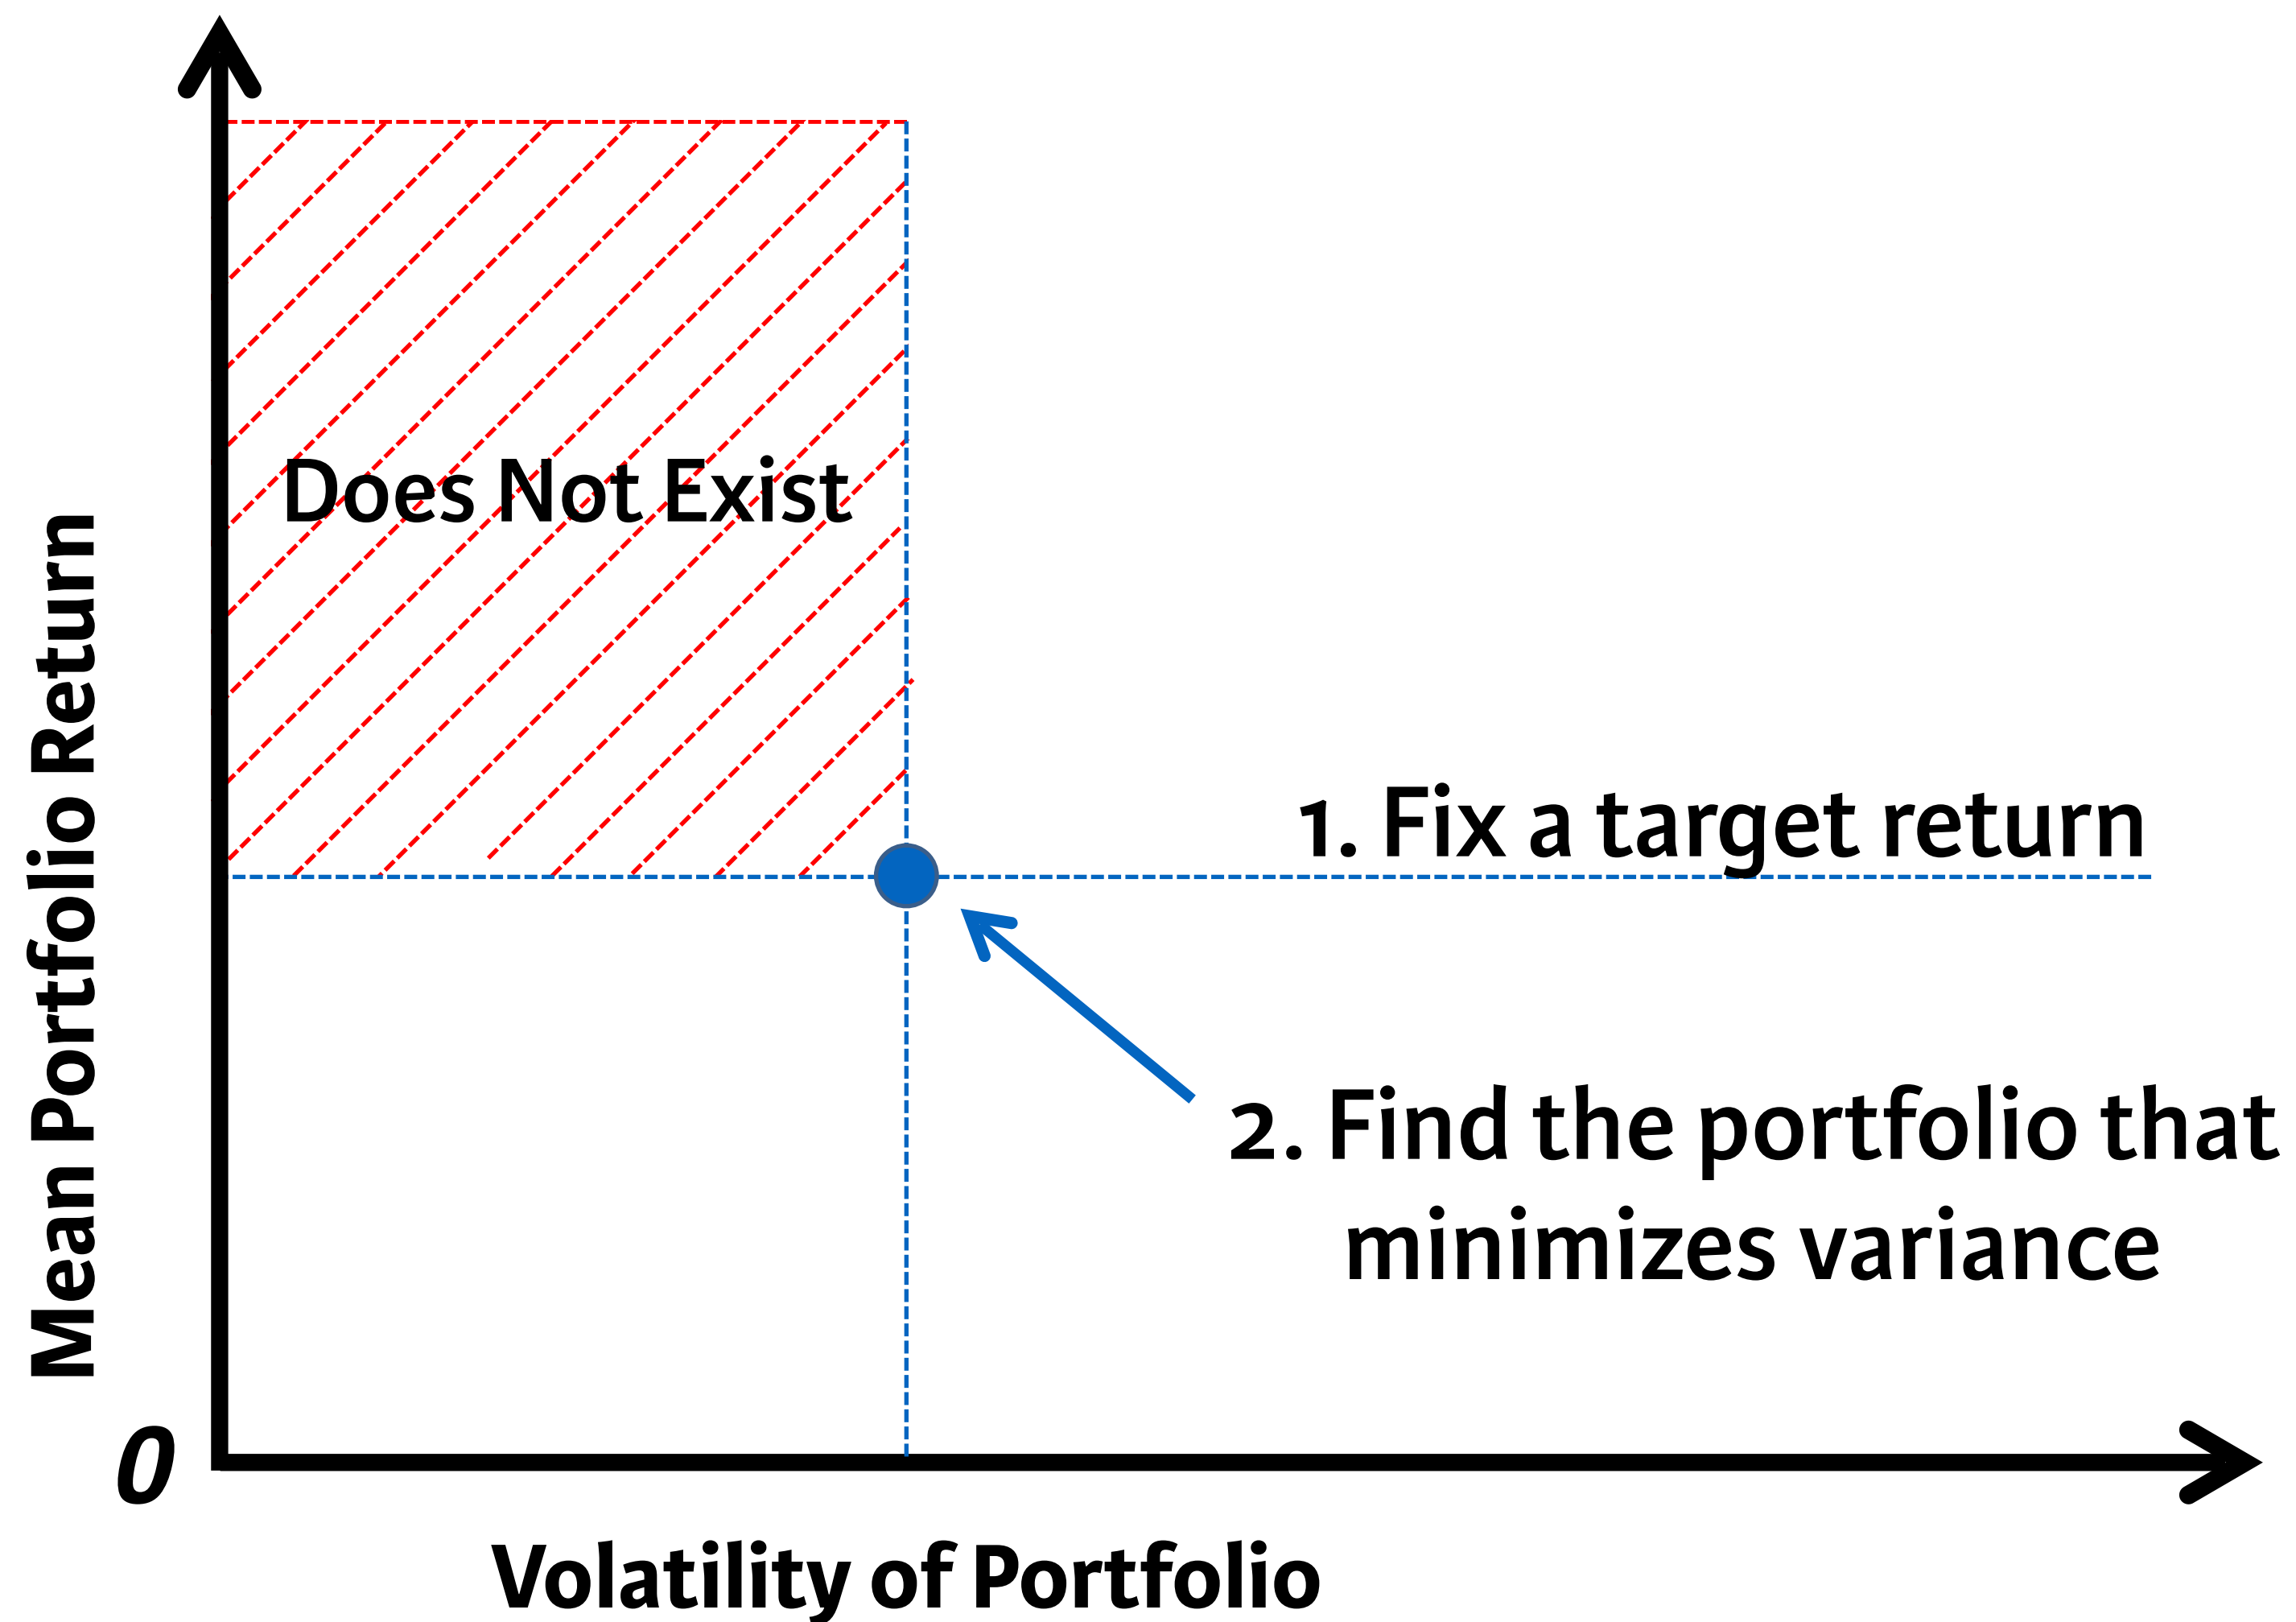 Mean Portfolio Return
Does Not Exist
1. Fix a target return
2. Find the portfolio that
minimizes variance
0
Volatility of Portfolio